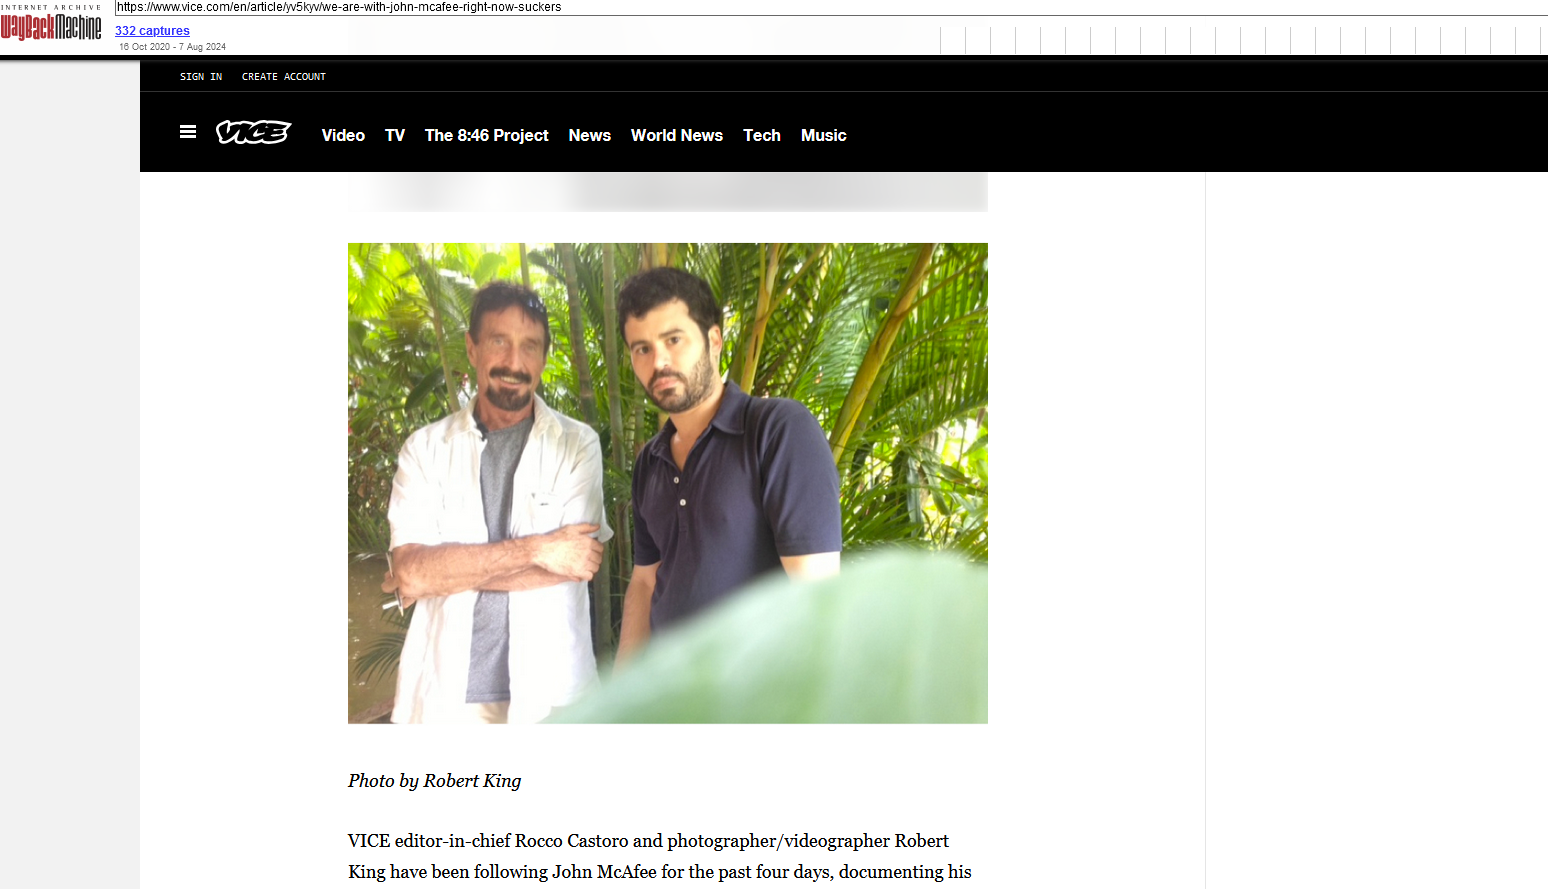 INTERNET ARCHIVE
WayBackMachine
https://www.vice.com/en/article/yv5kyv/we-are-with-john-mcafee-right-now-suckers
332 captures
16 Oct 2020 - 7 Aug 2024
SIGN IN CREATE ACCOUNT
VICE Video TV The 8:46 Project News World News Tech Music
Photo by Robert King
VICE editor-in-chief Rocco Castoro and photographer/videographer Robert
King have been following John McAfee for the past four days, documenting his